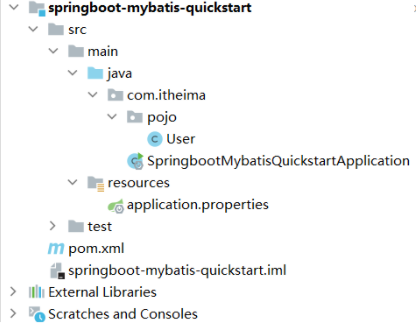 springboot-mybatis-quickstart
src
main
java
com.itheima
pojo
User
SpringbootMybatisQuickstartApplication
resources
application.properties
test
pom.xml
springboot-mybatis-quickstart.iml
External Libraries
Scratches and Consoles